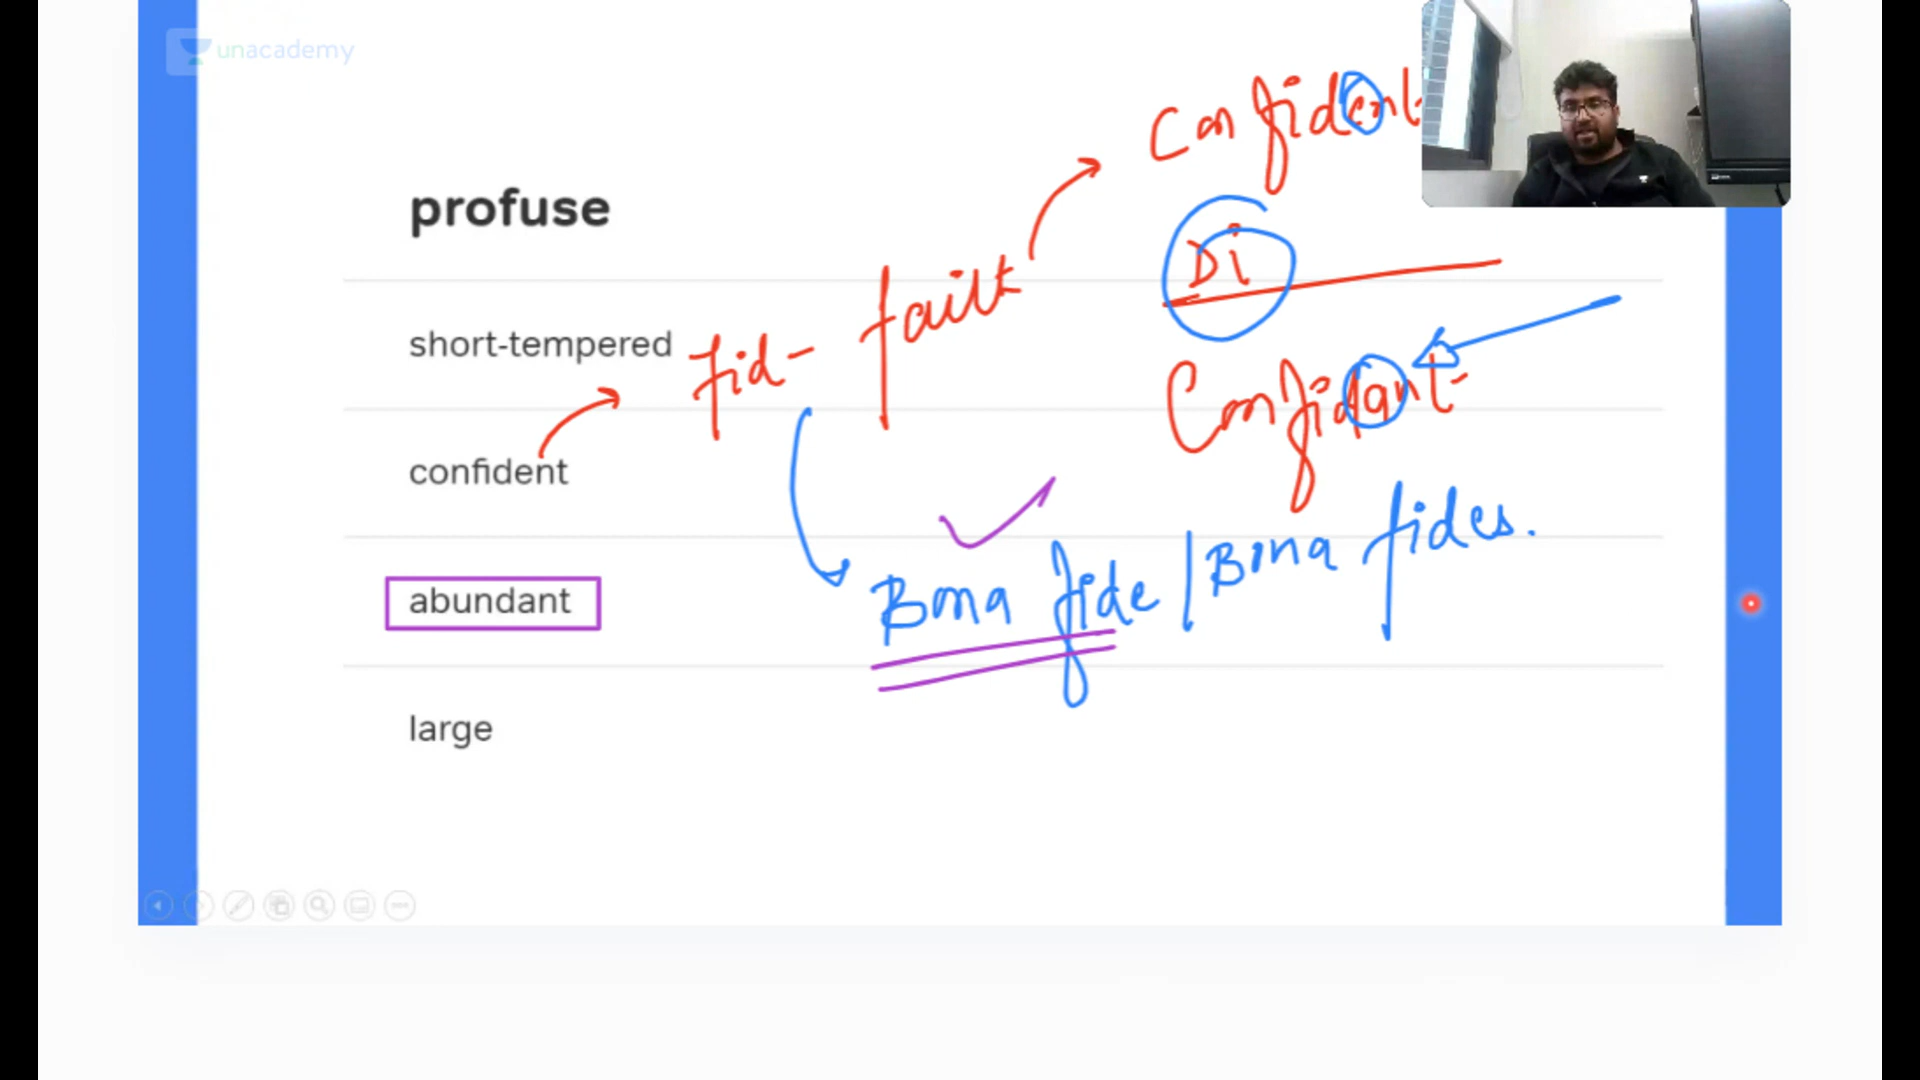 unacademy
Confident
profuse
Di
faith
short-tempered
fid-
Confidant-
confident
Bona fide / Bona fides.
abundant
large